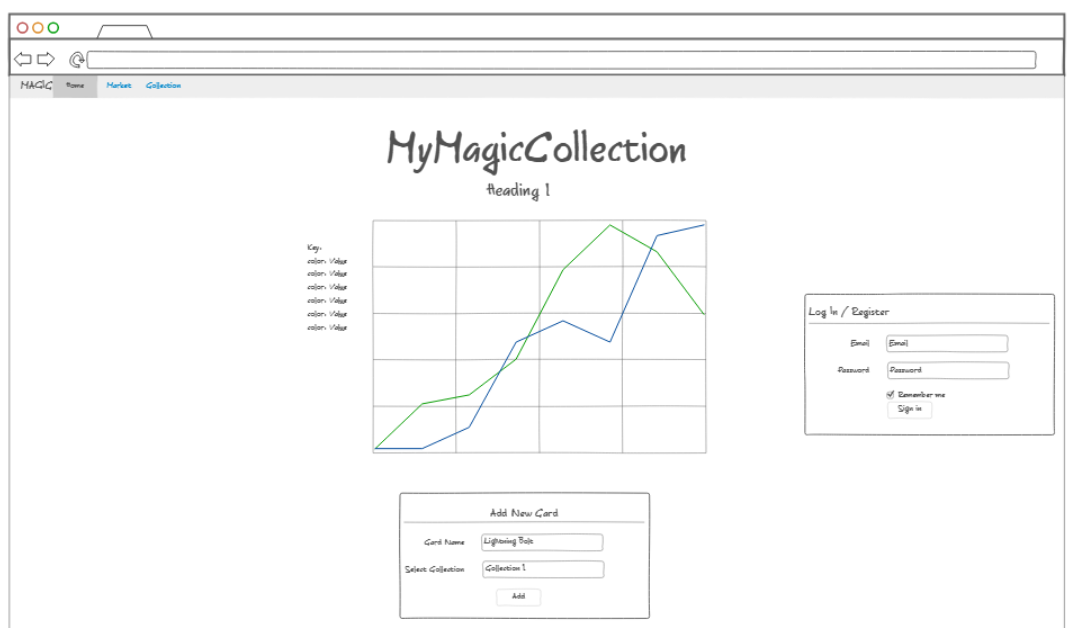 MAGIC Home Market Collection
MyMagicCollection
Heading 1
Key:
color: Value
color: Value
color: Value
color: Value
color: Value
color: Value
Log In / Register
Email Email
Password Password
Remember me
Sign in
Add New Card
Card Name Lightning Bolt
Select Collection Collection 1
Add